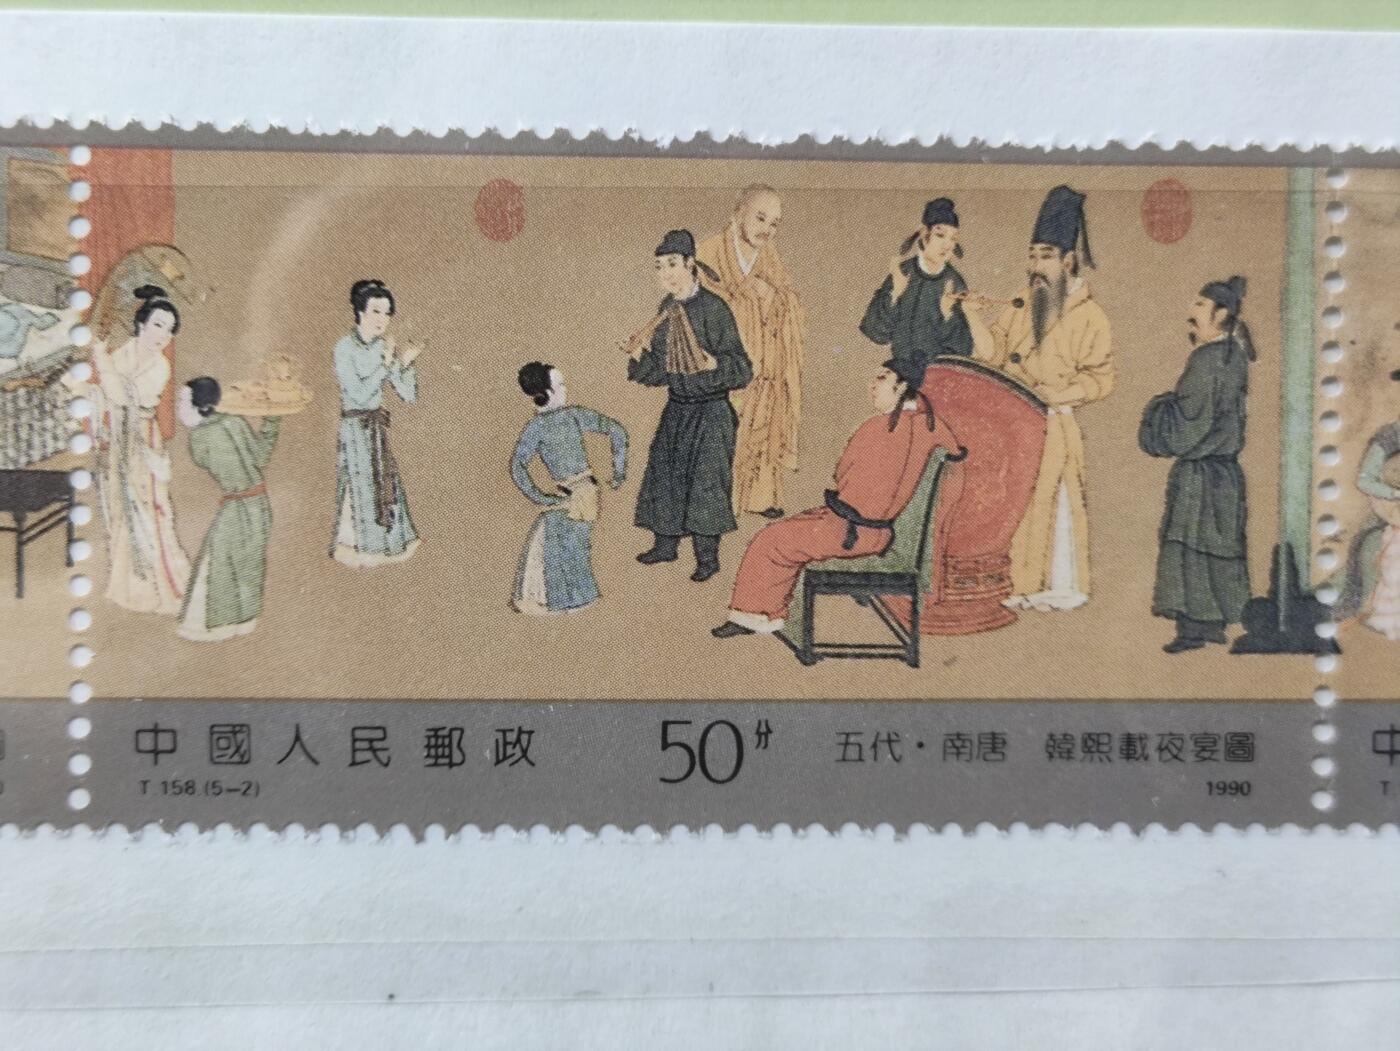 中國人民郵政 50分 五代·南唐 韓熙載夜宴圖
T.158.(5-2) 1990
中
T